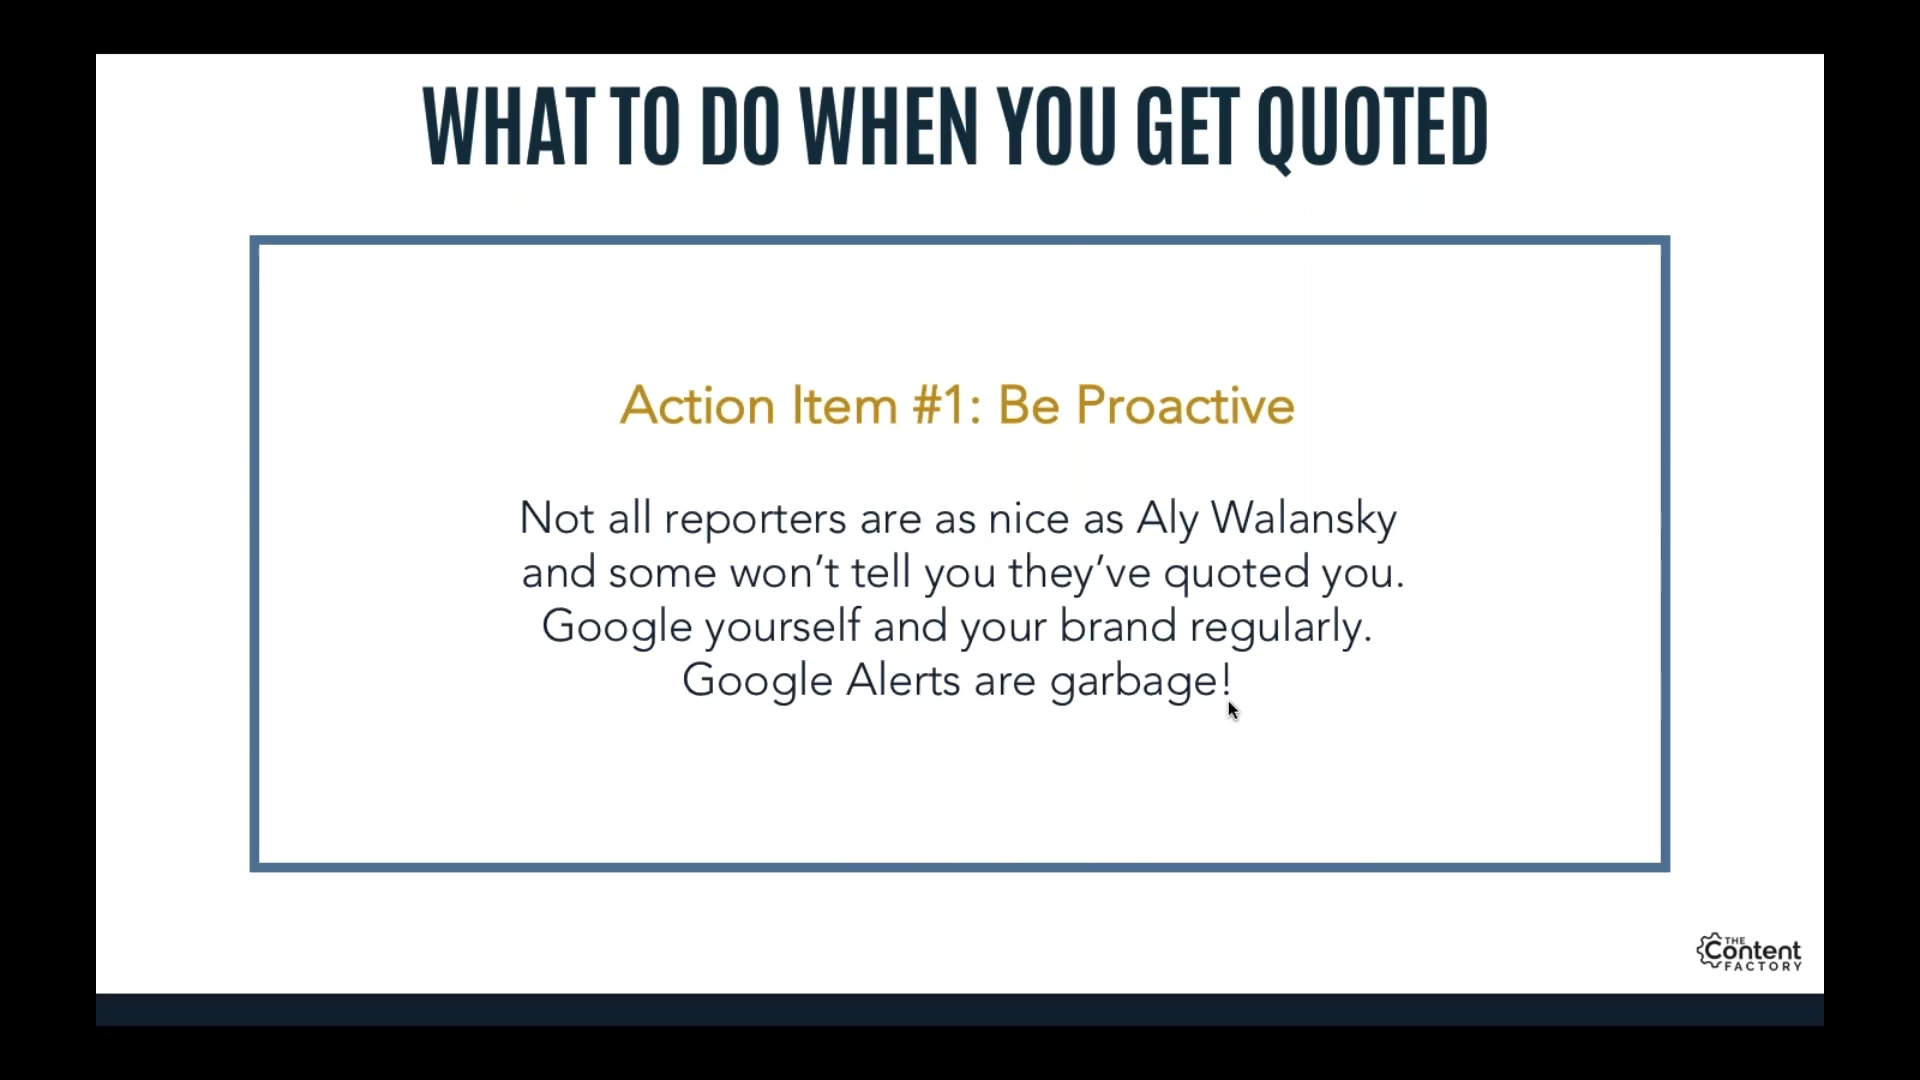 WHAT TO DO WHEN YOU GET QUOTED
Action Item #1: Be Proactive
Not all reporters are as nice as Aly Walansky
and some won’t tell you they’ve quoted you.
Google yourself and your brand regularly.
Google Alerts are garbage!
THE
Content
FACTORY